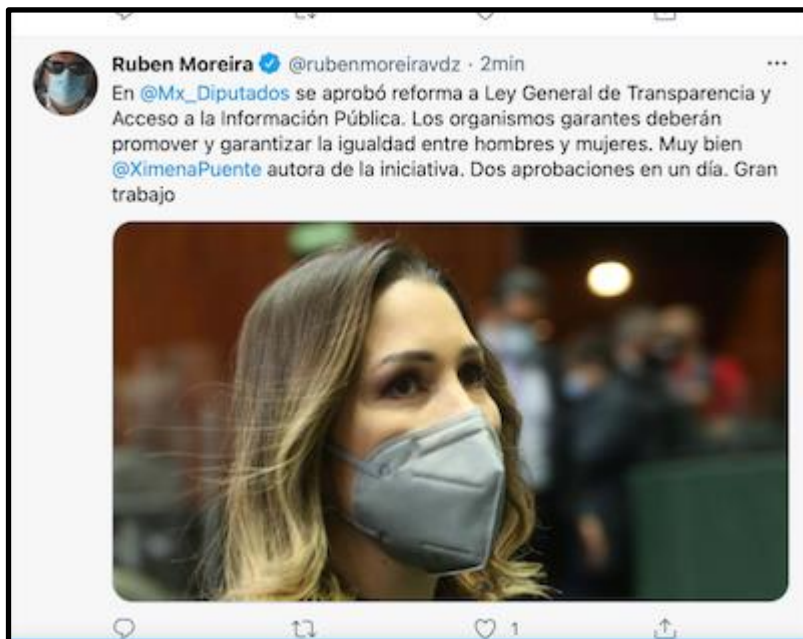 Ruben Moreira @rubenmoreiravdz · 2min
En @Mx_Diputados se aprobó reforma a Ley General de Transparencia y
Acceso a la Información Pública. Los organismos garantes deberán
promover y garantizar la igualdad entre hombres y mujeres. Muy bien
@XimenaPuente autora de la iniciativa. Dos aprobaciones en un día. Gran
trabajo
1